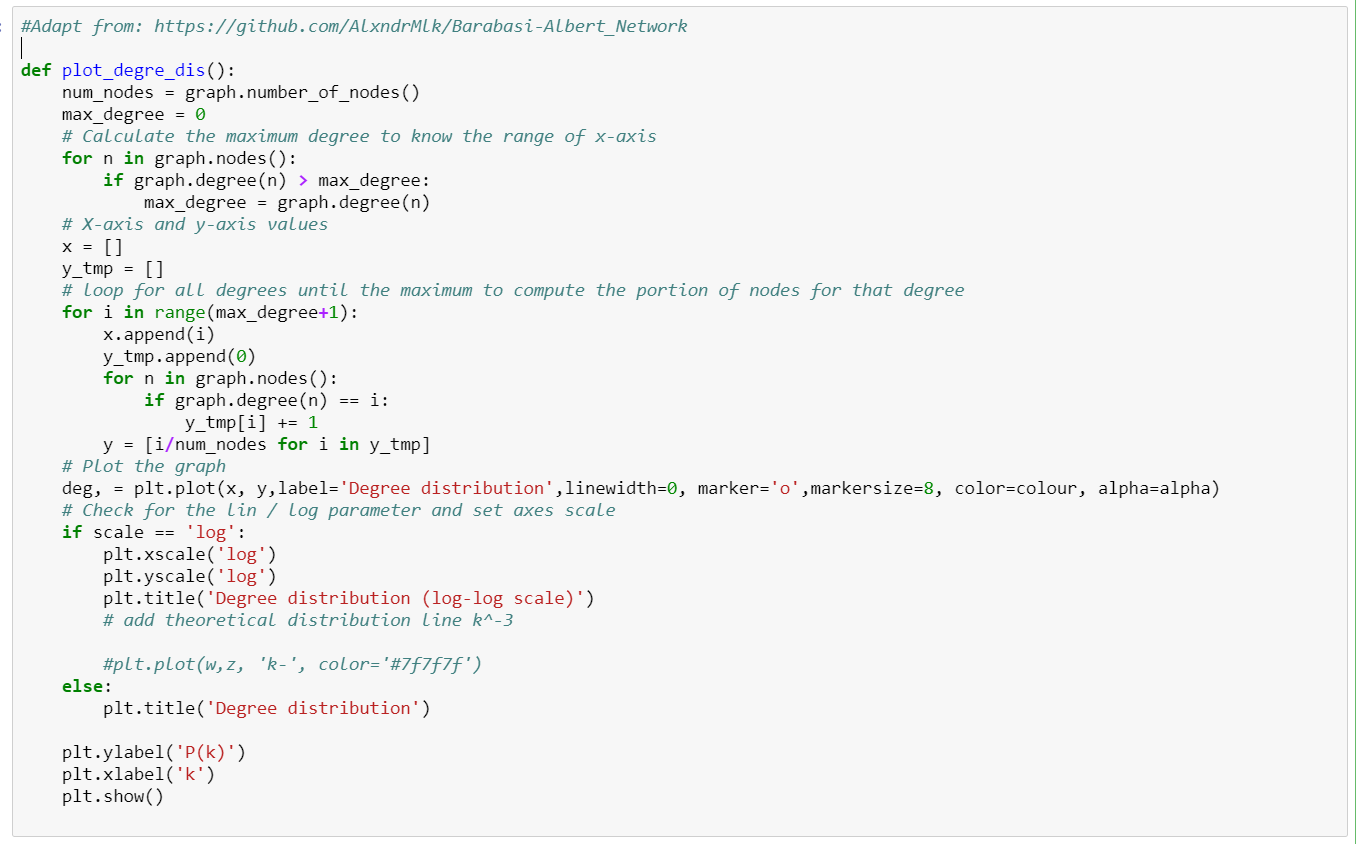 #Adapt from: https://github.com/AlxndrMlk/Barabasi-Albert_Network
def plot_degre_dis():
    num_nodes = graph.number_of_nodes()
    max_degree = 0
    # Calculate the maximum degree to know the range of x-axis
    for n in graph.nodes():
        if graph.degree(n) > max_degree:
            max_degree = graph.degree(n)
    # X-axis and y-axis values
    x = []
    y_tmp = []
    # loop for all degrees until the maximum to compute the portion of nodes for that degree
    for i in range(max_degree+1):
        x.append(i)
        y_tmp.append(0)
        for n in graph.nodes():
            if graph.degree(n) == i:
                y_tmp[i] += 1
        y = [i/num_nodes for i in y_tmp]
    # Plot the graph
    deg, = plt.plot(x, y,label='Degree distribution',linewidth=0, marker='o',markersize=8, color=colour, alpha=alpha)
    # Check for the lin / log parameter and set axes scale
    if scale == 'log':
        plt.xscale('log')
        plt.yscale('log')
        plt.title('Degree distribution (log-log scale)')
        # add theoretical distribution line k^-3
        #plt.plot(w,z, 'k-', color='#7f7f7f')
    else:
        plt.title('Degree distribution')
    plt.ylabel('P(k)')
    plt.xlabel('k')
    plt.show()